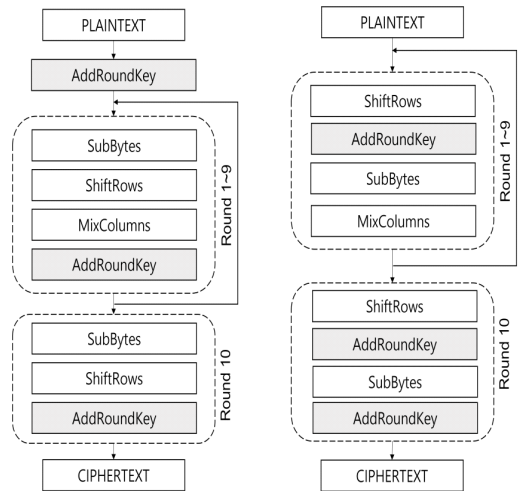 PLAINTEXT
AddRoundKey
SubBytes
ShiftRows
MixColumns
AddRoundKey
Round 1~9
SubBytes
ShiftRows
AddRoundKey
Round 10
CIPHERTEXT
PLAINTEXT
ShiftRows
AddRoundKey
SubBytes
MixColumns
Round 1~9
ShiftRows
AddRoundKey
SubBytes
AddRoundKey
Round 10
CIPHERTEXT